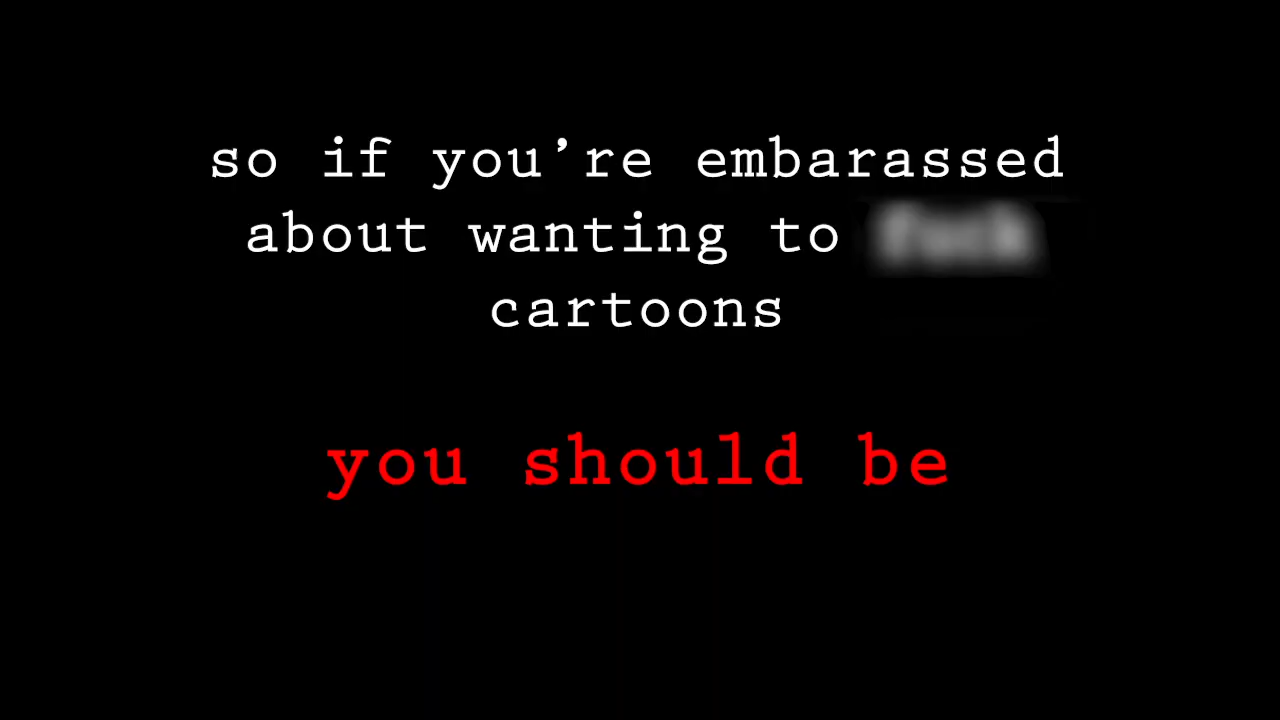 so if you're embarassed
about wanting to
cartoons
you should be